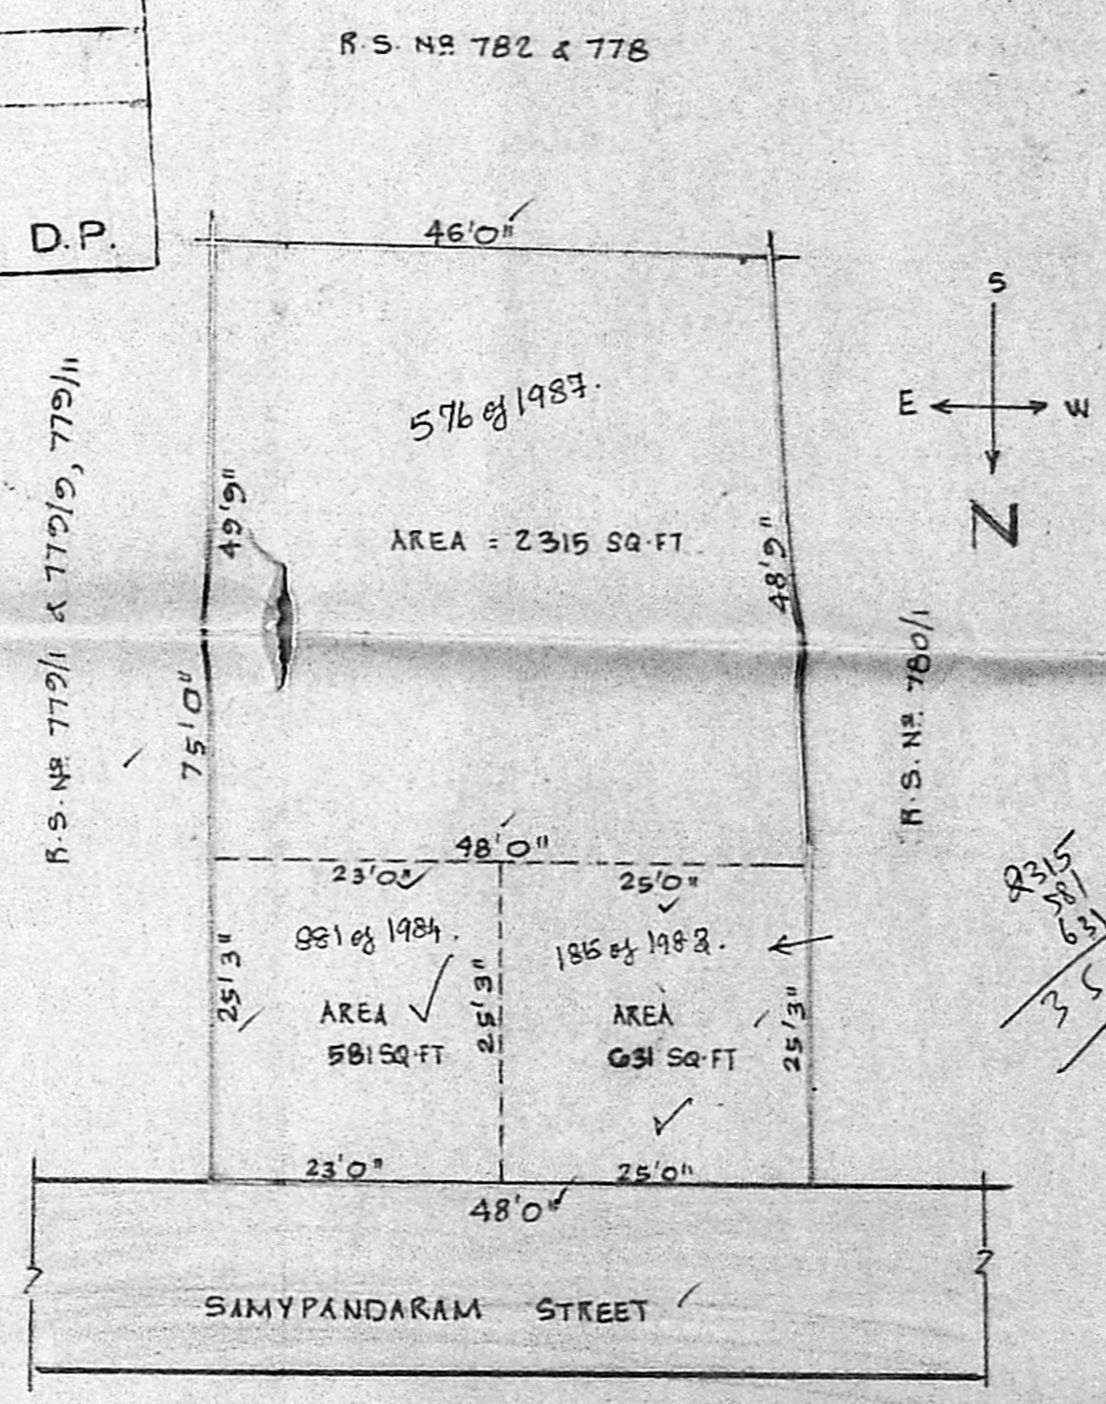 R.S. Nº 782 & 778
D.P.
46'0"
S
E
W
N
576 of 1987.
49'9"
AREA = 2315 SQ.FT.
48'9"
R.S. Nº 779/1 & 779/9, 779/11
75'0"
R.S. Nº 780/1
48'0"
23'0"
25'0"
2315
581
631
881 of 1984.
25'3"
25'3"
25'3"
AREA
581 SQ.FT
AREA
631 SQ.FT
23'0"
25'0"
48'0"
SAMYPANDARAM STREET